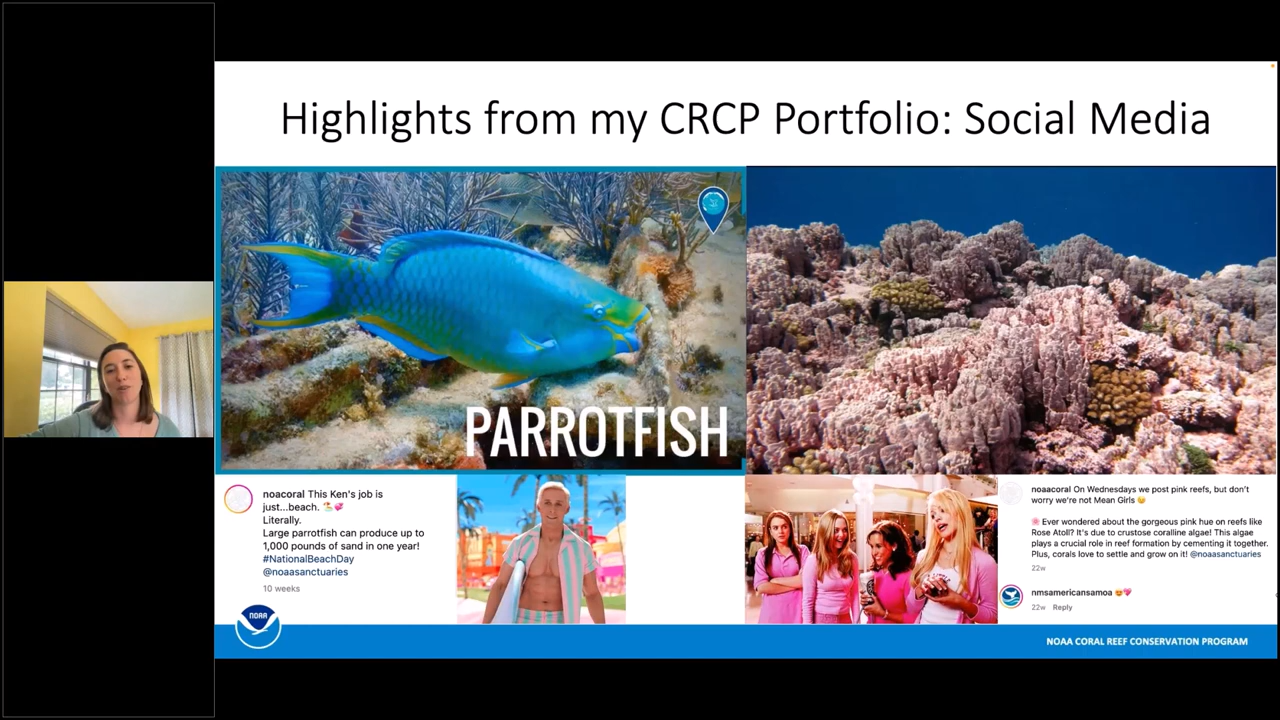 Highlights from my CRCP Portfolio: Social Media
PARROTFISH
noacoral This Ken's job is
just...beach. 🏖️💞
Literally.
Large parrotfish can produce up to
1,000 pounds of sand in one year!
#NationalBeachDay
@noaasanctuaries
10 weeks
noaacoral On Wednesdays we post pink reefs, but don't
worry we're not Mean Girls 😉
🌸 Ever wondered about the gorgeous pink hue on reefs like
Rose Atoll? It's due to crustose coralline algae! This algae
plays a crucial role in reef formation by cementing it together.
Plus, corals love to settle and grow on it! @noaasanctuaries
22w
nmsamericansamoa 😍💖
22w Reply
NOAA
NOAA CORAL REEF CONSERVATION PROGRAM